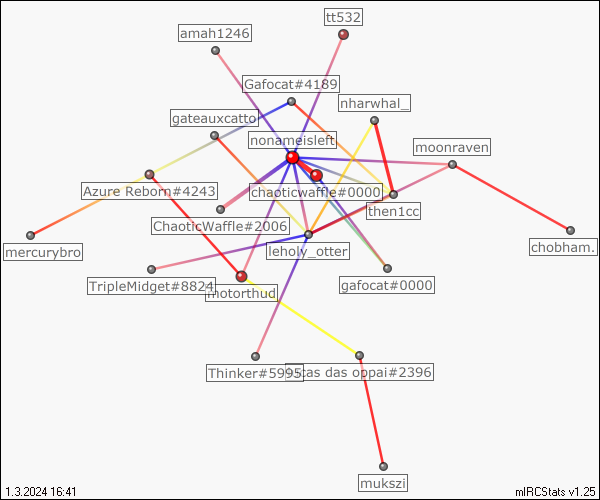 tt532
amah1246
Gafocat#4189
nharwhal_
gateauxcatto
nonameisleft
moonraven
Azure Reborn#4243
chaoticwaffle#0000
then1cc
ChaoticWaffle#2006
mercurybro
leholy_otter
chobham.
TripleMidget#8824
motorthud
gafocat#0000
Thinker#5995
das oppai#2396
mukszi
1.3.2024 16:41
mIRCStats v1.25